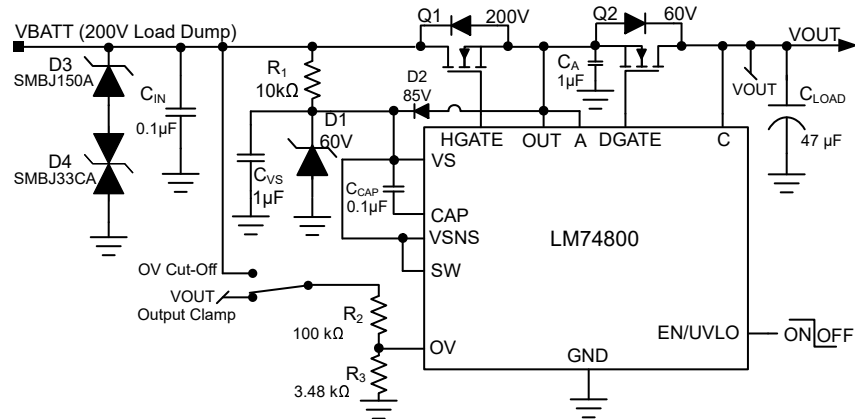 VBATT (200V Load Dump)
Q1
200V
Q2
60V
VOUT
D3
SMBJ150A
CIN
0.1µF
R1
10kΩ
D2
85V
CA
1µF
VOUT
CLOAD
47 µF
D1
60V
HGATE
OUT
A
DGATE
C
D4
SMBJ33CA
CVS
1µF
VS
CCAP
0.1µF
CAP
VSNS
SW
LM74800
OV Cut-Off
VOUT
Output Clamp
R2
100 kΩ
OV
EN/UVLO
ON
OFF
R3
3.48 kΩ
GND